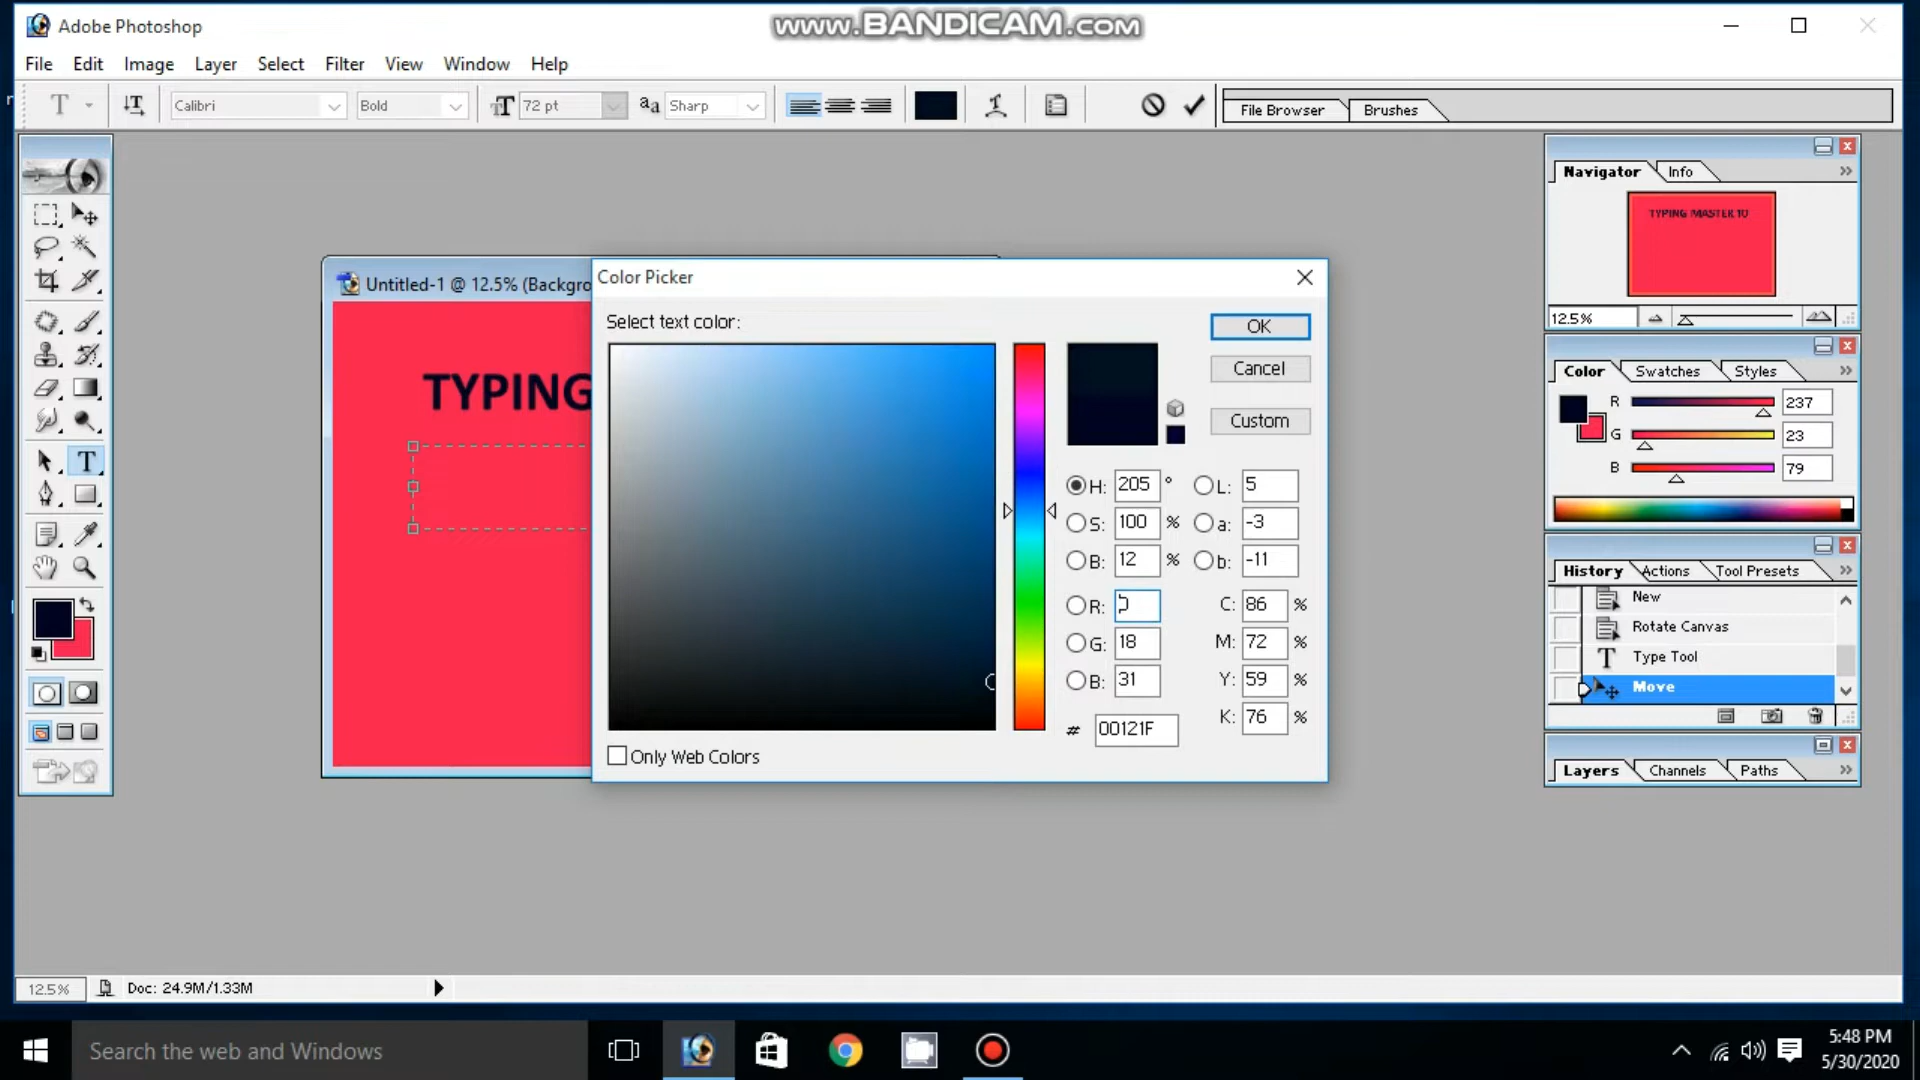 Adobe Photoshop
www.BANDICAM.com
File Edit Image Layer Select Filter View Window Help
T Calibri Bold 72 pt aa Sharp File Browser Brushes
Untitled-1 @ 12.5% (Backgro
TYPING
Color Picker
Select text color:
OK
Cancel
Custom
H: 205 ° L: 5
S: 100 % a: -3
B: 12 % b: -11
R: C: 86 %
G: 18 M: 72 %
B: 31 Y: 59 %
# 00121F K: 76 %
Only Web Colors
Navigator Info
TYPING MASTER 10
12.5%
Color Swatches Styles
R 237
G 23
B 79
History Actions Tool Presets
New
Rotate Canvas
Type Tool
Move
Layers Channels Paths
12.5% Doc: 24.9M/1.33M
Search the web and Windows
5:48 PM
5/30/2020